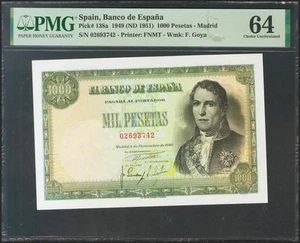 PMG
PAPER MONEY GUARANTY
Spain, Banco de España
Pick# 138a 1949 (ND 1951) 1000 Pesetas - Madrid
S/N 02693742 - Printer: FNMT - Wmk: F. Goya
64
Choice Uncirculated
1000
EL BANCO DE ESPAÑA
PAGARÁ AL PORTADOR
MIL PESETAS
02693742
1000